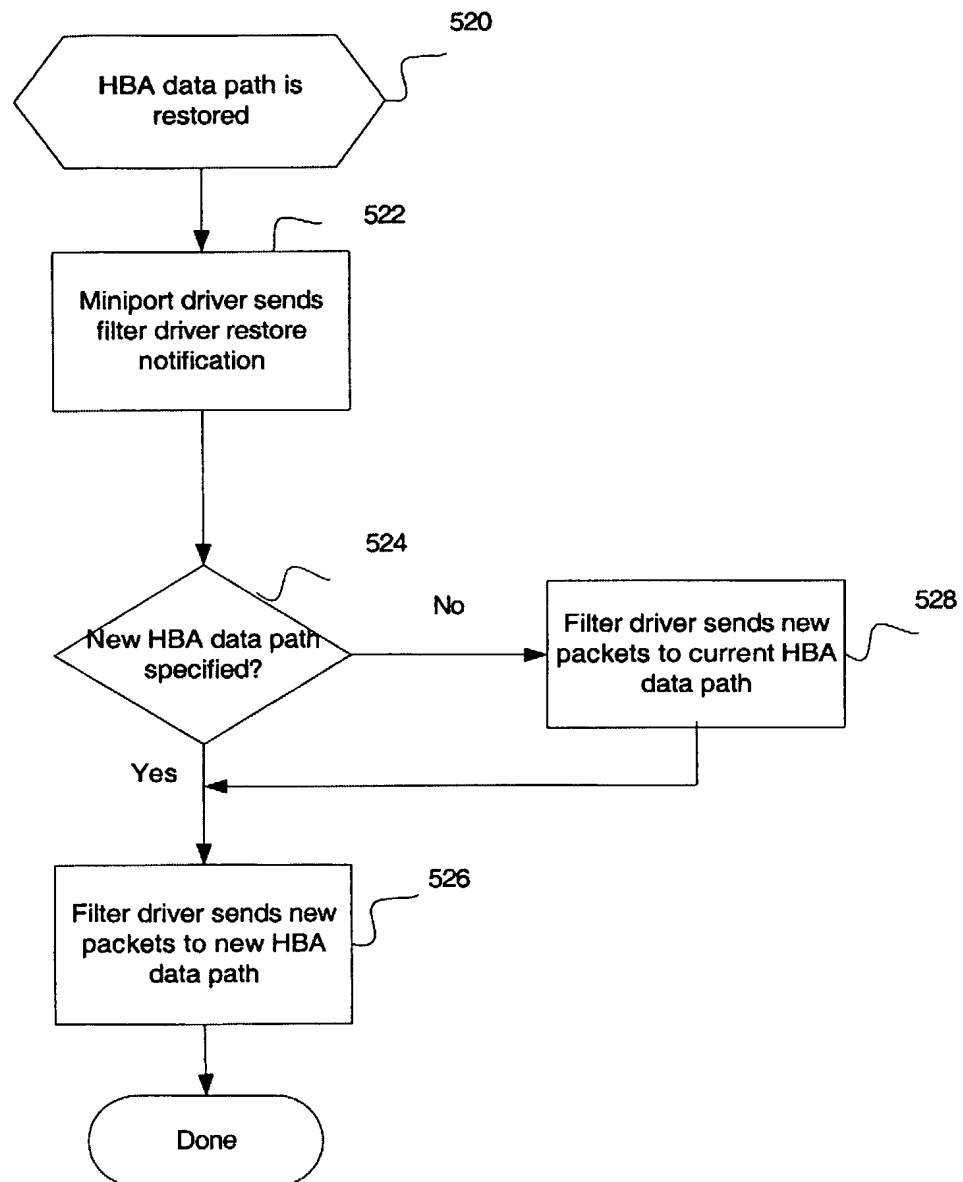 520
HBA data path is
restored
522
Miniport driver sends
filter driver restore
notification
524
New HBA data path
specified?
No
528
Filter driver sends new
packets to current HBA
data path
Yes
526
Filter driver sends new
packets to new HBA
data path
Done